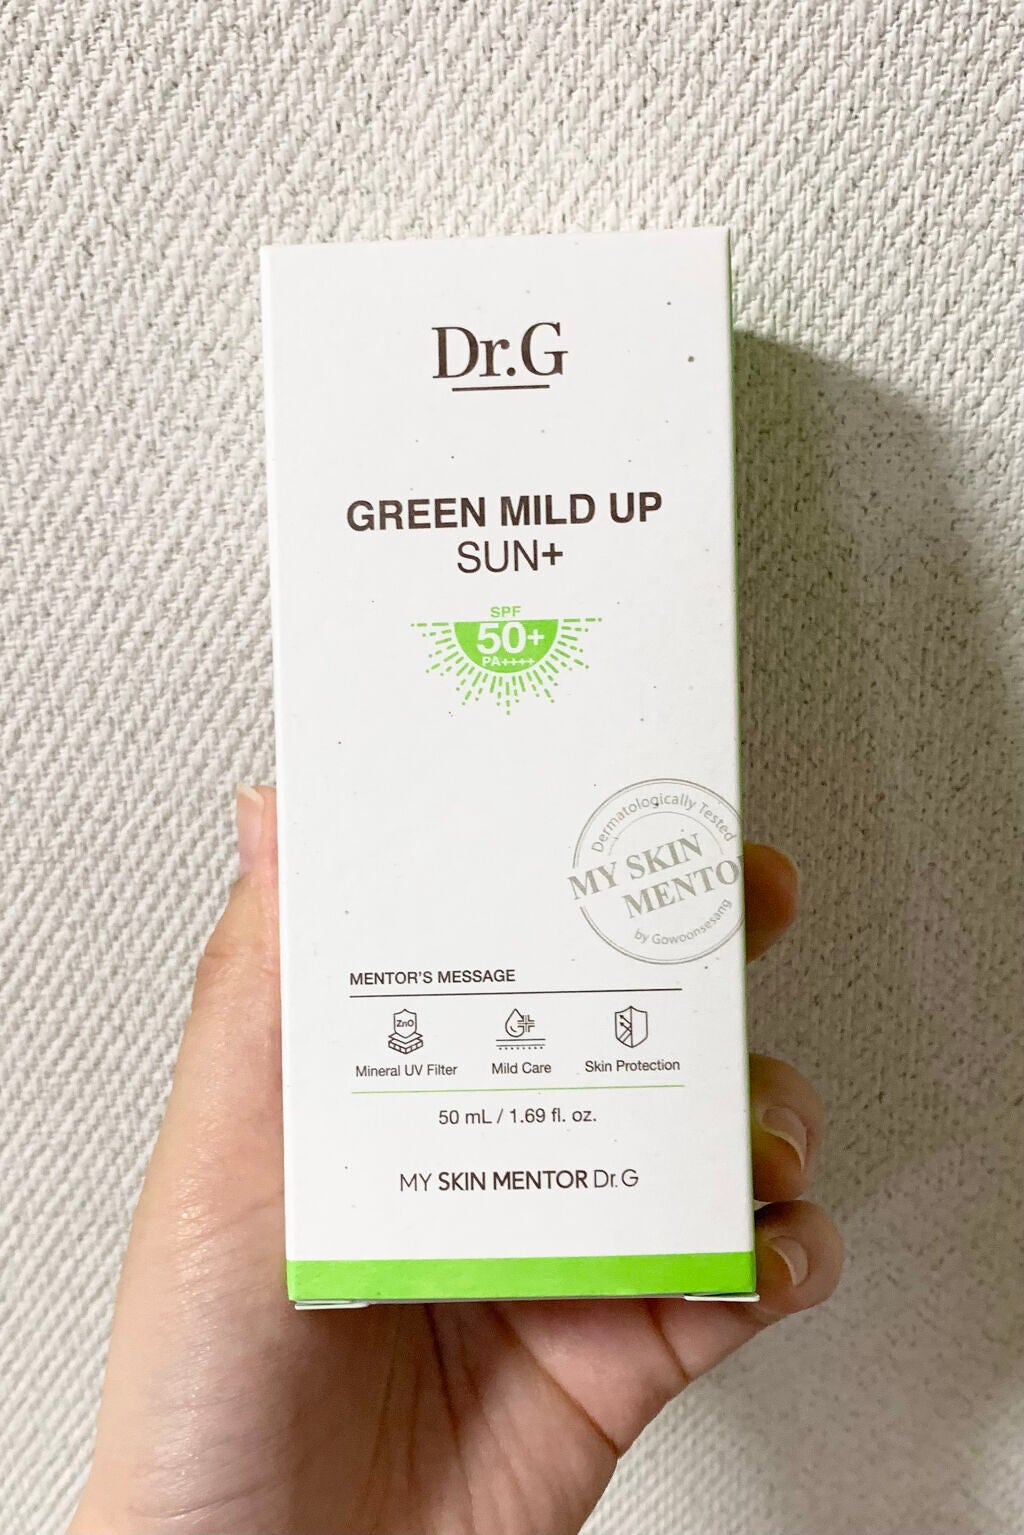 Dr.G
GREEN MILD UP
SUN+
SPF
50+
PA++++
Dermatologically Tested
MY SKIN
MENTO
by Gowoonsesang
MENTOR'S MESSAGE
ZnO
Mineral UV Filter
Mild Care
Skin Protection
50 mL / 1.69 fl. oz.
MY SKIN MENTOR Dr.G